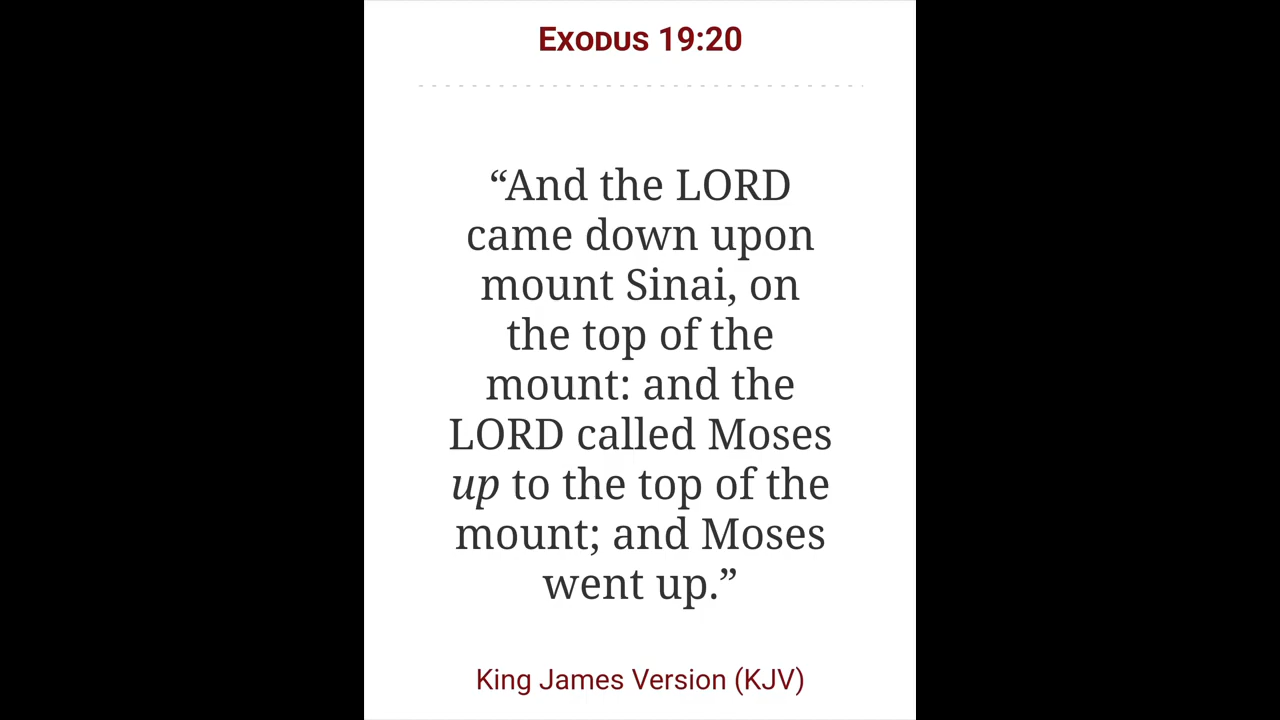 Exodus 19:20
“And the LORD
came down upon
mount Sinai, on
the top of the
mount: and the
LORD called Moses
up to the top of the
mount; and Moses
went up.”
King James Version (KJV)